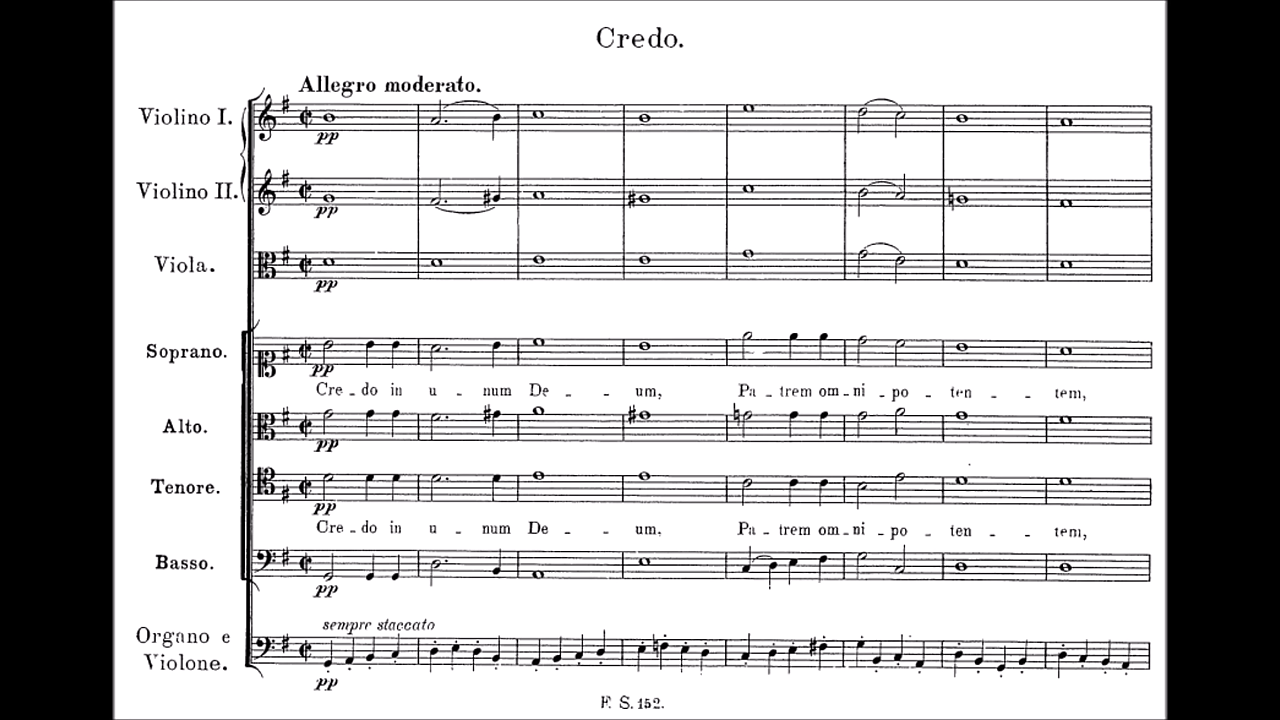 Credo.
Allegro moderato.
Violino I.
pp
Violino II.
pp
Viola.
pp
Soprano.
pp
Cre - do in u - num De - - um, Pa - trem om - ni - po - ten - - tem,
Alto.
pp
Tenore.
pp
Cre - do in u - num De - - um, Pa - trem om - ni - po - ten - - tem,
Basso.
pp
sempre staccato
Organo e
Violone.
pp
F. S. 152.